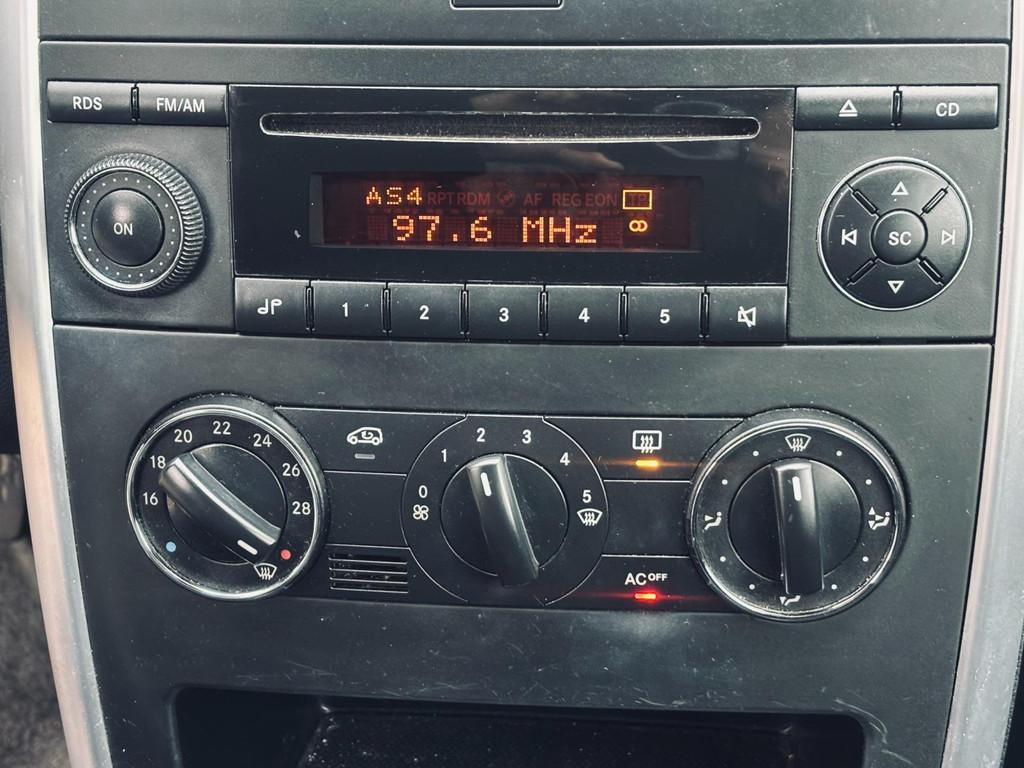 RDS
FM/AM
CD
ON
AS4 RPT RDM AF REG EON TP
97.6 MHz
SC
1 2 3 4 5
16 18 20 22 24 26 28
0 1 2 3 4 5
AC OFF